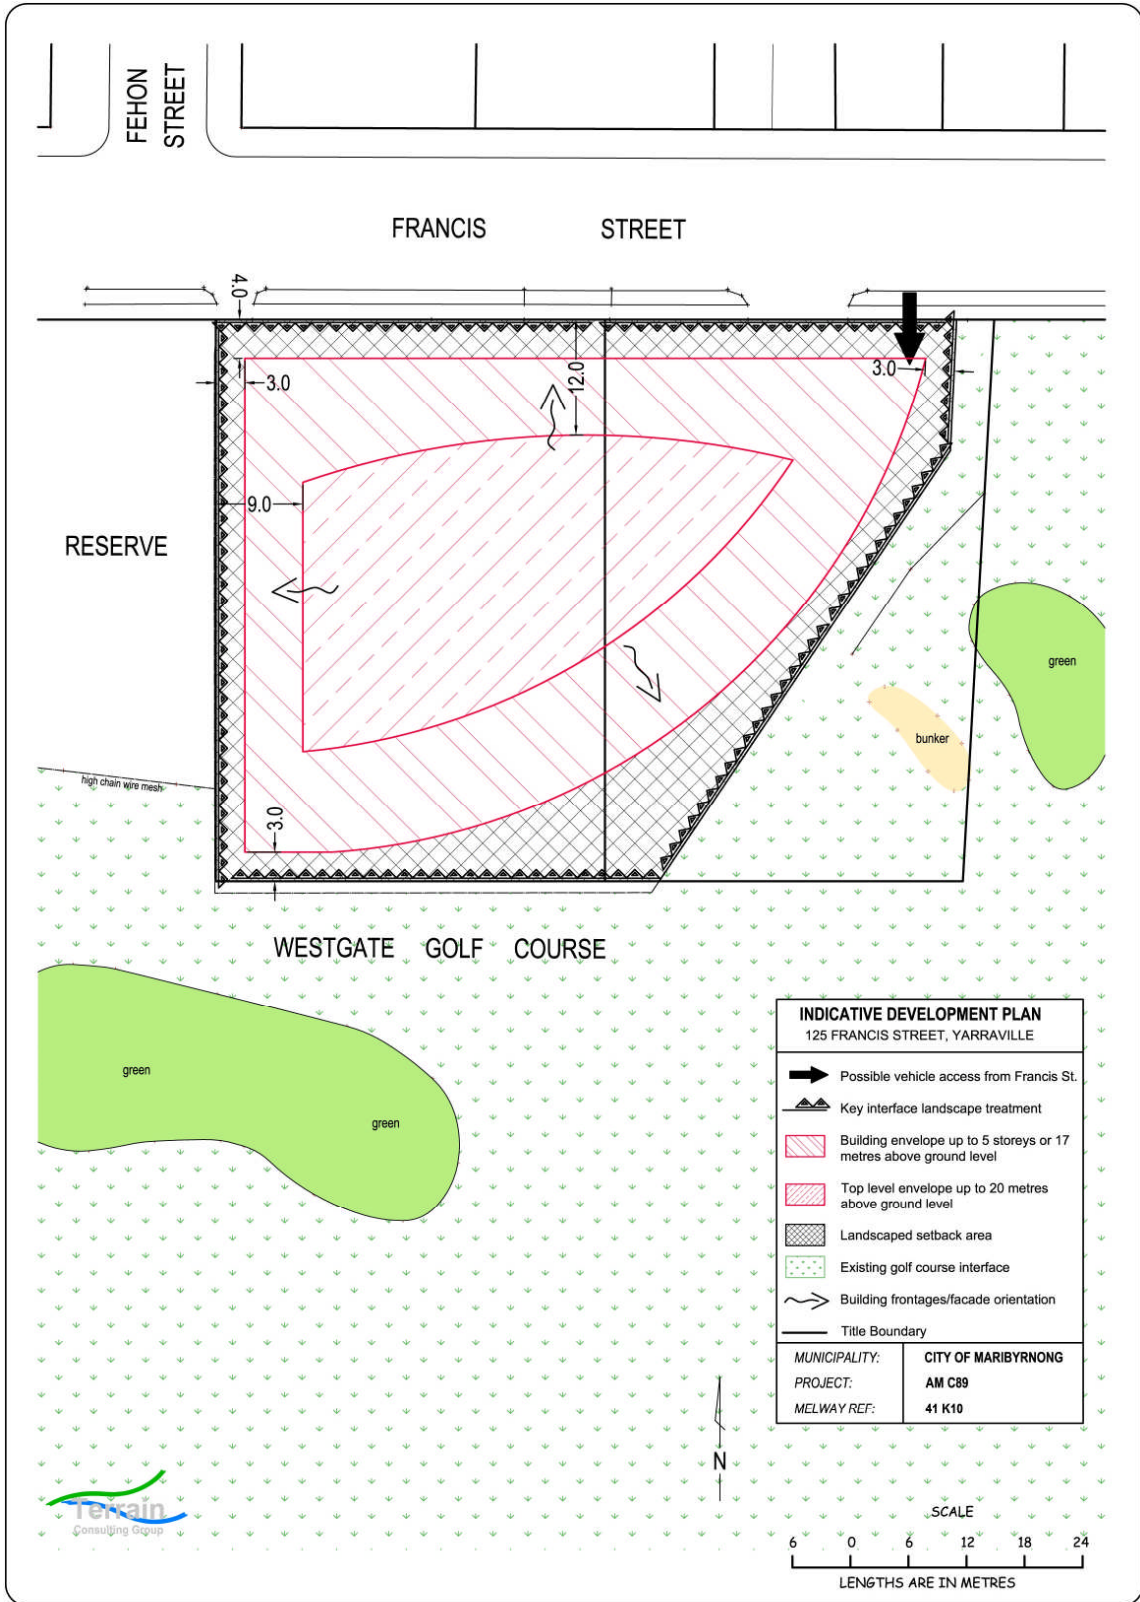 FEHON
STREET
FRANCIS STREET
4.0
3.0
12.0
3.0
9.0
RESERVE
green
bunker
high chain wire mesh
3.0
WESTGATE GOLF COURSE
green
green
INDICATIVE DEVELOPMENT PLAN
125 FRANCIS STREET, YARRAVILLE
Possible vehicle access from Francis St.
Key interface landscape treatment
Building envelope up to 5 storeys or 17
metres above ground level
Top level envelope up to 20 metres
above ground level
Landscaped setback area
Existing golf course interface
Building frontages/facade orientation
Title Boundary
MUNICIPALITY: CITY OF MARIBYRNONG
PROJECT: AM C89
MELWAY REF: 41 K10
N
Terrain
Consulting Group
SCALE
6 0 6 12 18 24
LENGTHS ARE IN METRES